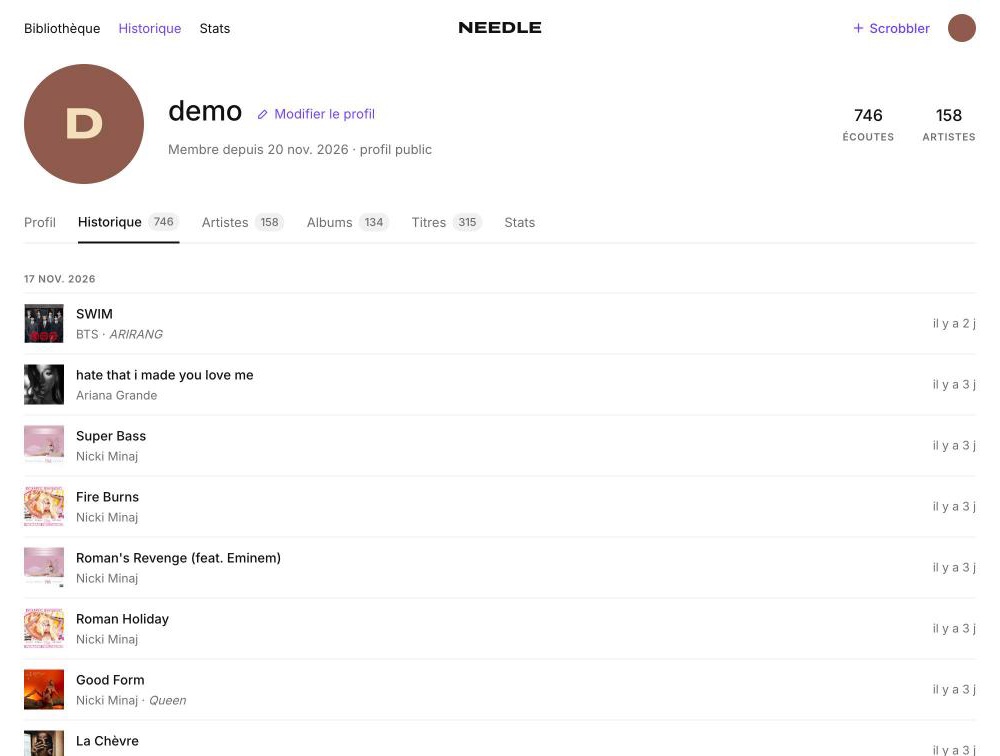 Bibliothèque Historique Stats NEEDLE + Scrobbler
D
demo Modifier le profil
Membre depuis 20 nov. 2026 · profil public
746 158
ÉCOUTES ARTISTES
Profil Historique 746 Artistes 158 Albums 134 Titres 315 Stats
17 NOV. 2026
SWIM
BTS · ARIRANG
il y a 2 j
hate that i made you love me
Ariana Grande
il y a 3 j
Super Bass
Nicki Minaj
il y a 3 j
Fire Burns
Nicki Minaj
il y a 3 j
Roman's Revenge (feat. Eminem)
Nicki Minaj
il y a 3 j
Roman Holiday
Nicki Minaj
il y a 3 j
Good Form
Nicki Minaj · Queen
il y a 3 j
La Chèvre
il y a 3 j